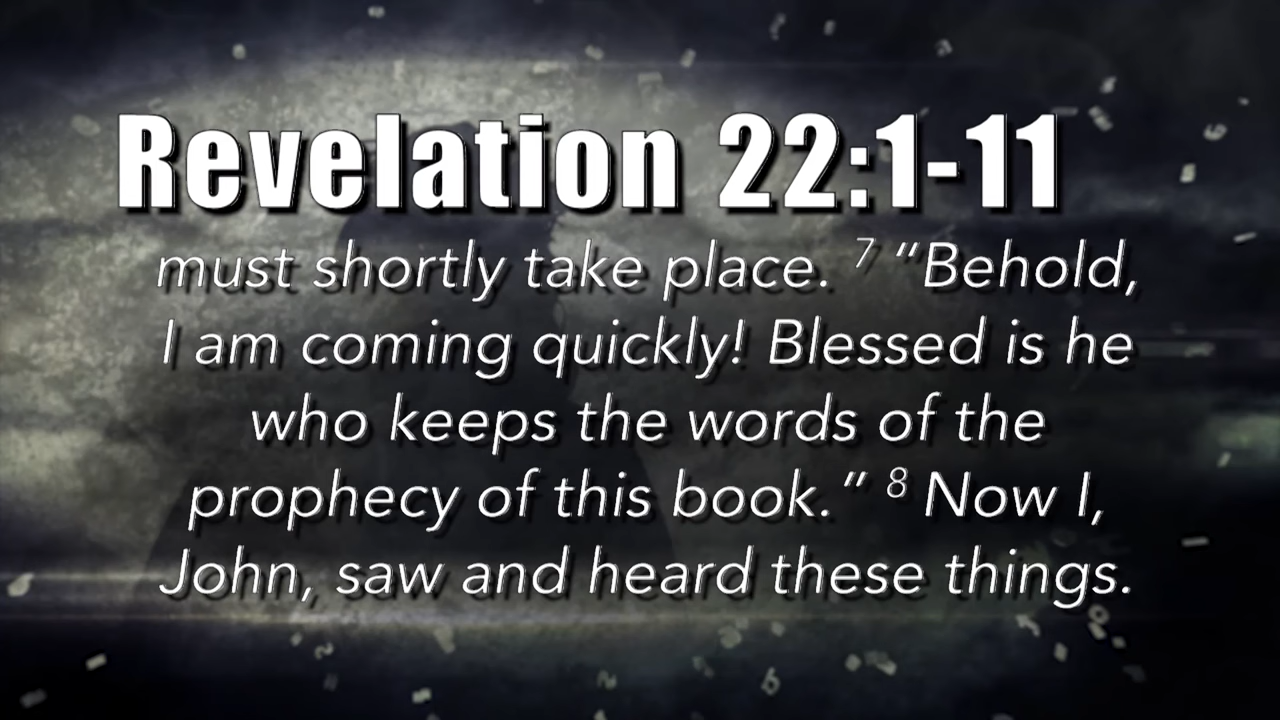 Revelation 22:1-11
must shortly take place. 7 “Behold,
I am coming quickly! Blessed is he
who keeps the words of the
prophecy of this book.” 8 Now I,
John, saw and heard these things.